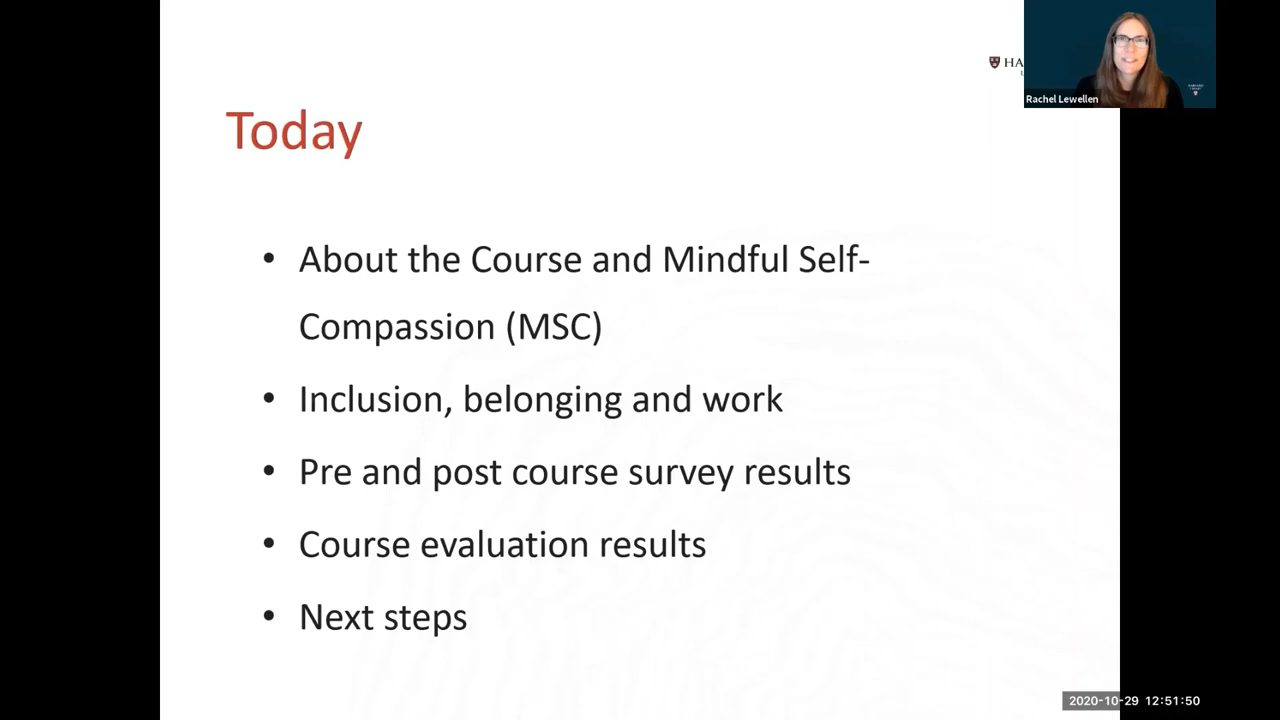 Rachel Lewellen
Today
• About the Course and Mindful Self-
Compassion (MSC)
• Inclusion, belonging and work
• Pre and post course survey results
• Course evaluation results
• Next steps
2020-10-29 12:51:50